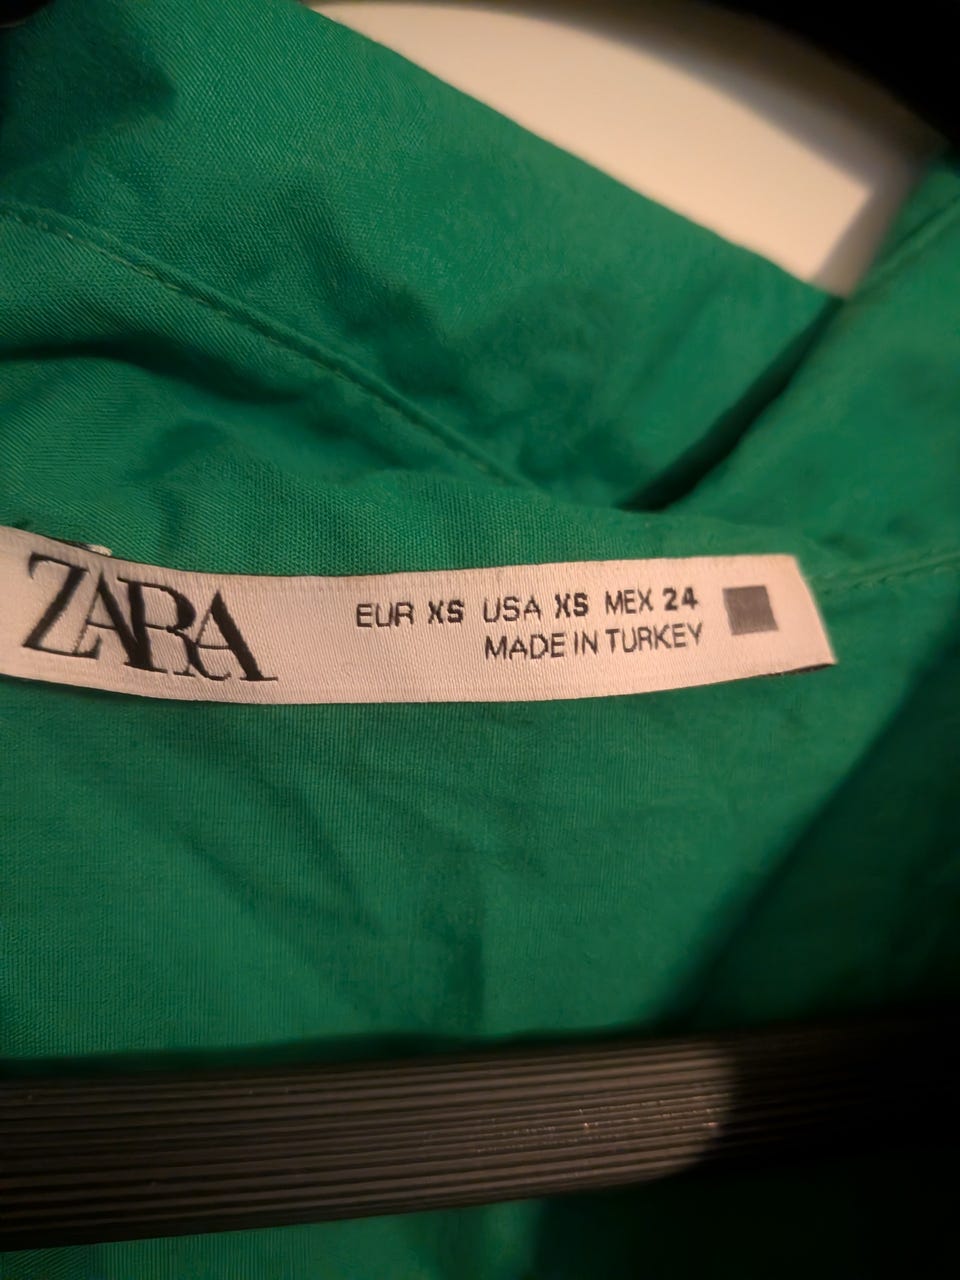 ZARA
EUR XS USA XS MEX 24
MADE IN TURKEY